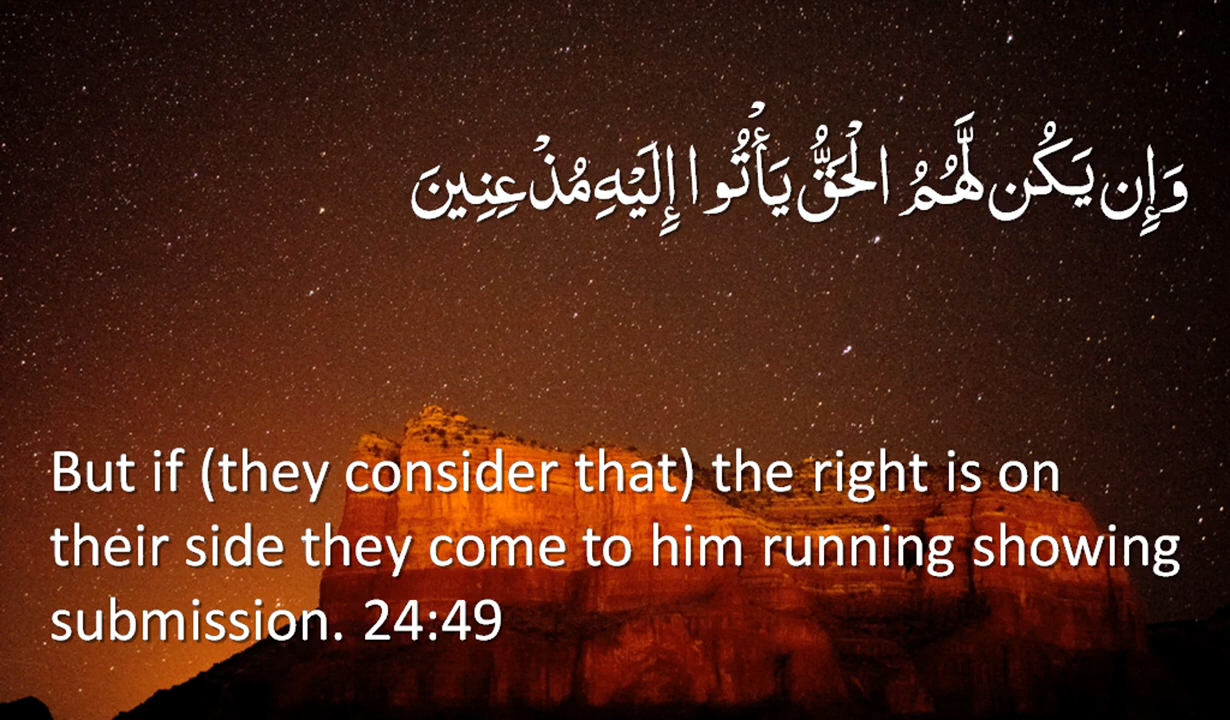 وَإِن يَكُن لَّهُمُ الْحَقُّ يَأْتُوا إِلَيْهِ مُذْعِنِينَ
But if (they consider that) the right is on
their side they come to him running showing
submission. 24:49